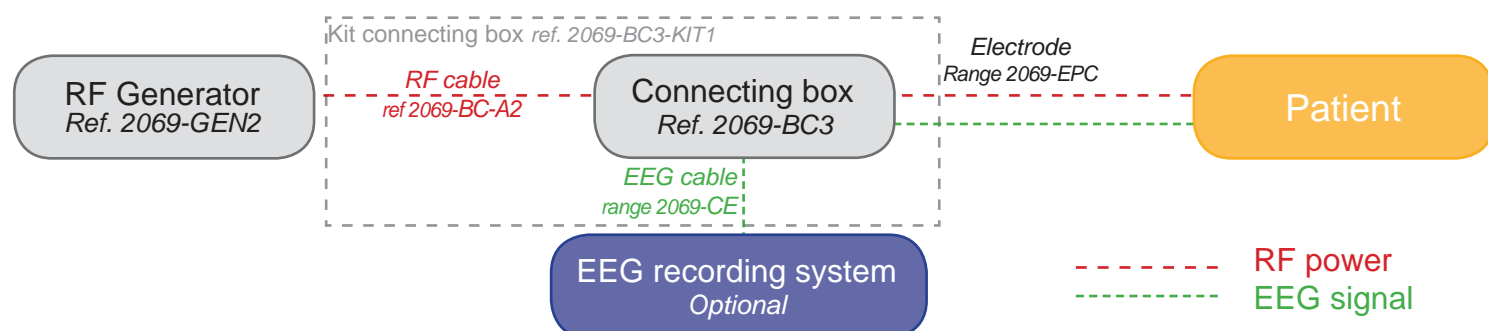 Kit connecting box ref. 2069-BC3-KIT1
RF Generator
Ref. 2069-GEN2
RF cable
ref 2069-BC-A2
Connecting box
Ref. 2069-BC3
Electrode
Range 2069-EPC
Patient
EEG cable
range 2069-CE
EEG recording system
Optional
RF power
EEG signal